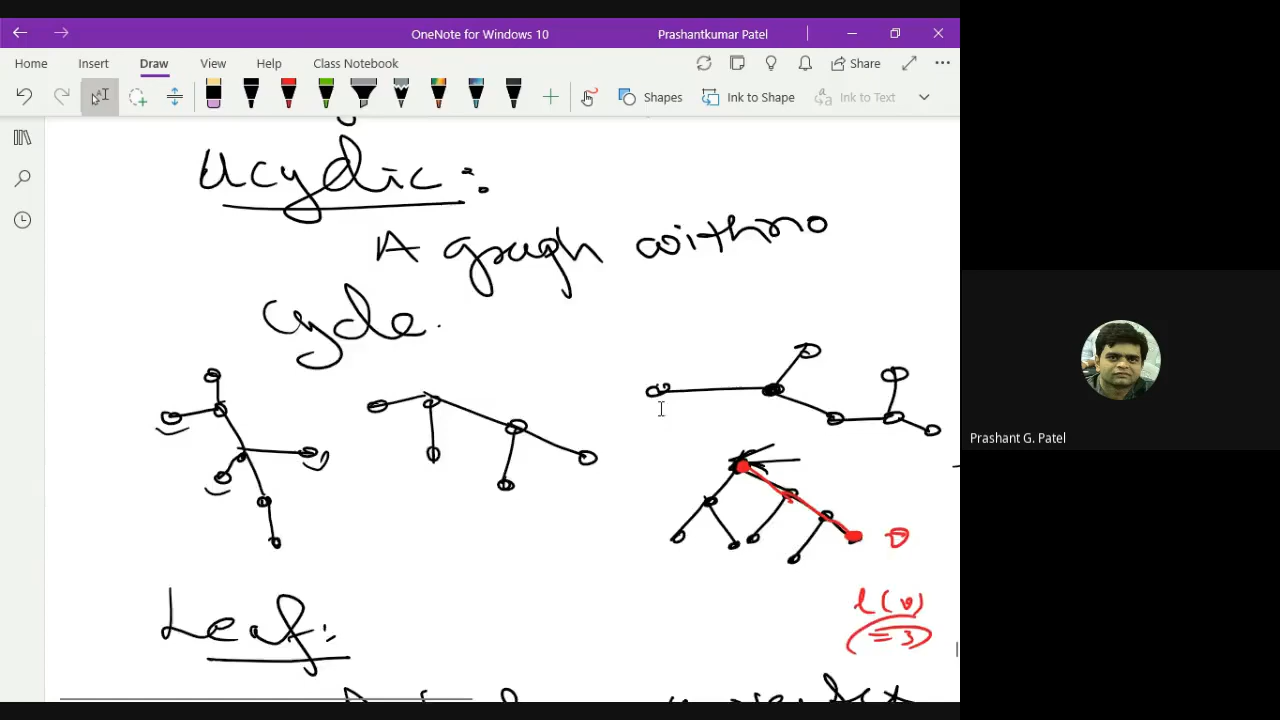 OneNote for Windows 10
Prashantkumar Patel
Home Insert Draw View Help Class Notebook Share
Shapes Ink to Shape Ink to Text
Acyclic:
A graph with no
cycle.
v
l(v)
= 3
Leaf:
Prashant G. Patel